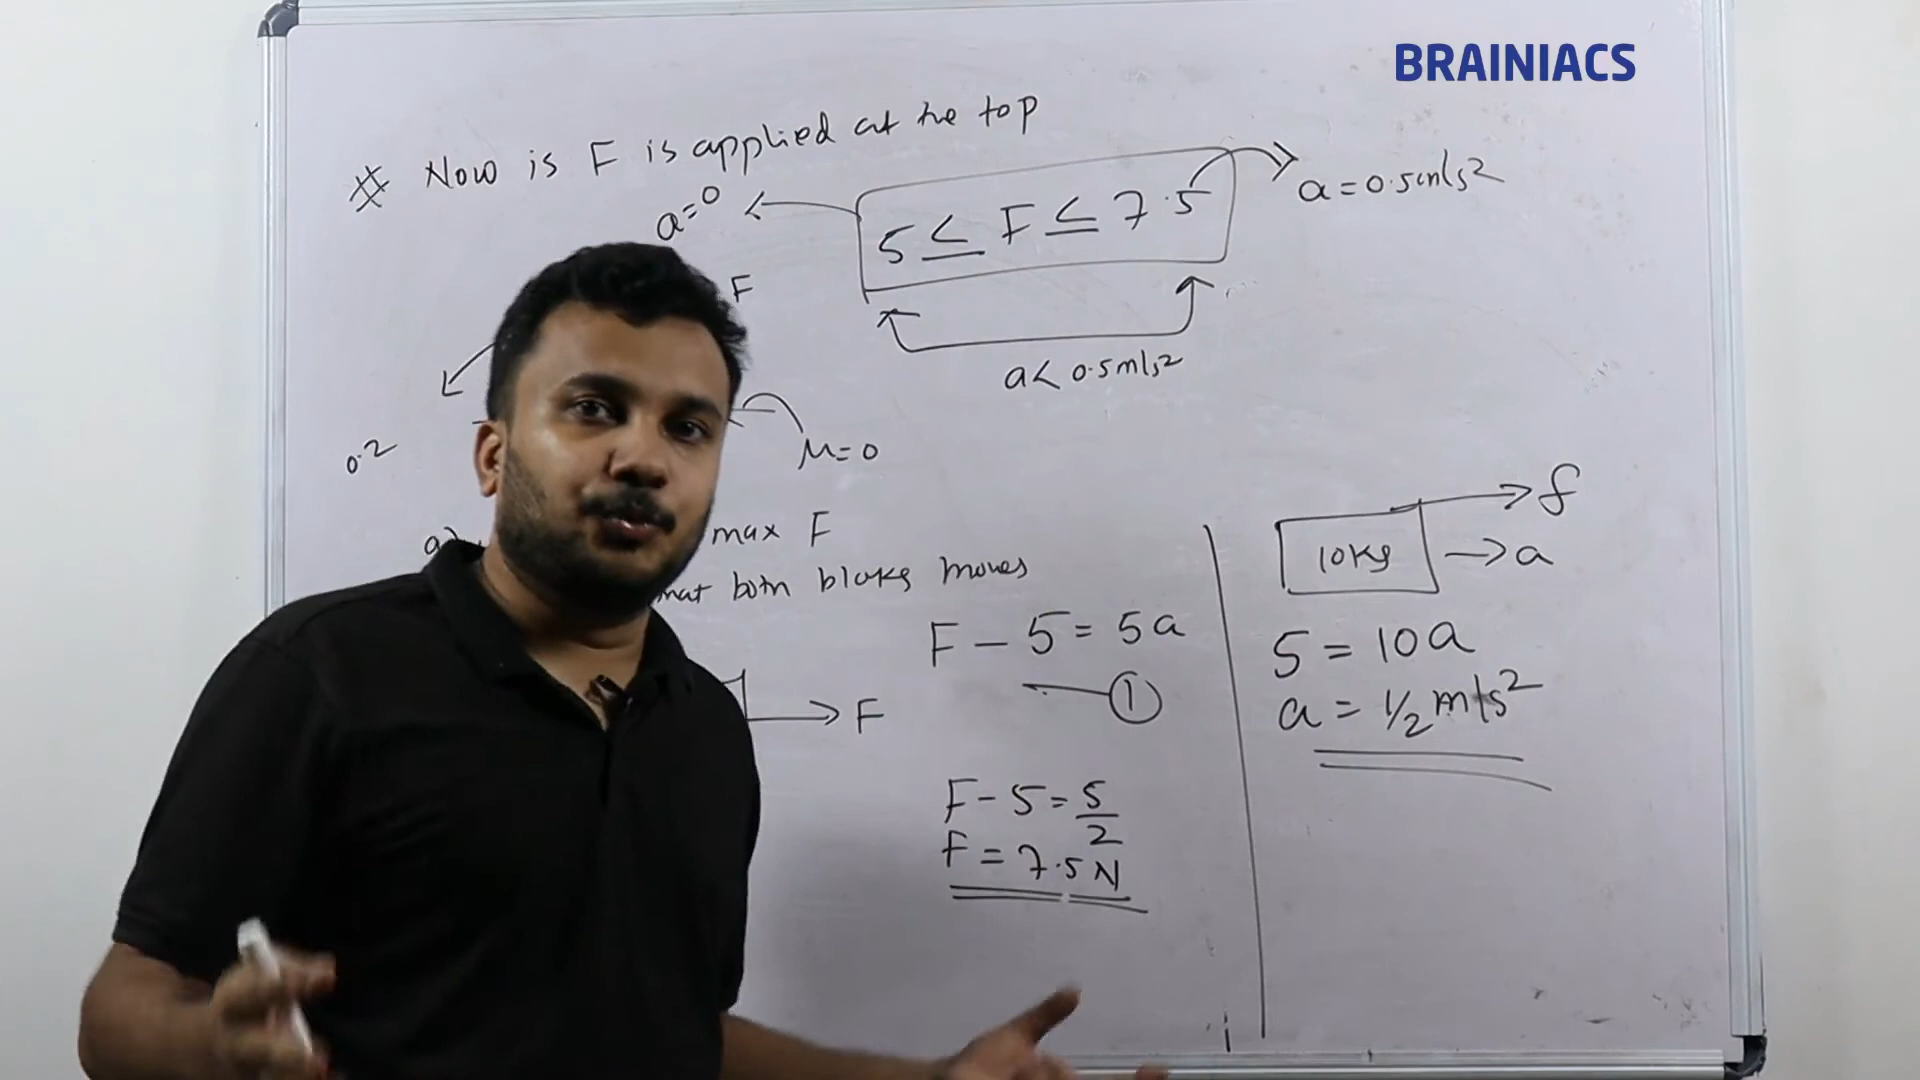 BRAINIACS
# Now is F is applied at the top
a=0
5 ≤ F ≤ 7.5
a = 0.5m/s²
F
a < 0.5m/s²
0.2
μ=0
max F
both bloks moves
F
F - 5 = 5a
1
F - 5 = 5/2
F = 7.5 N
10Kg
f
a
5 = 10a
a = 1/2 m/s²